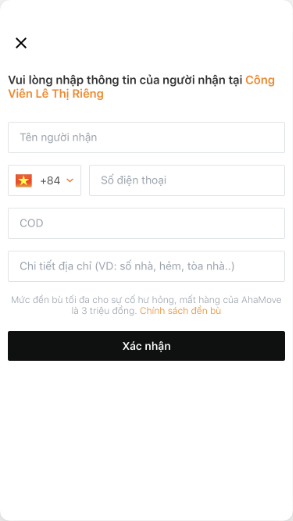 Vui lòng nhập thông tin của người nhận tại Công
Viên Lê Thị Riêng
Tên người nhận
+84
Số điện thoại
COD
Chi tiết địa chỉ (VD: số nhà, hẻm, tòa nhà..)
Mức đền bù tối đa cho sự cố hư hỏng, mất hàng của AhaMove
là 3 triệu đồng. Chính sách đền bù
Xác nhận